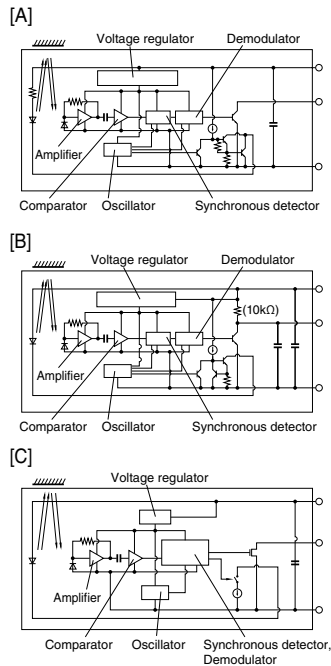 [A]
Voltage regulator
Demodulator
Amplifier
Comparator
Oscillator
Synchronous detector
[B]
Voltage regulator
Demodulator
(10kΩ)
Amplifier
Comparator
Oscillator
Synchronous detector
[C]
Voltage regulator
Amplifier
Comparator
Oscillator
Synchronous detector,
Demodulator